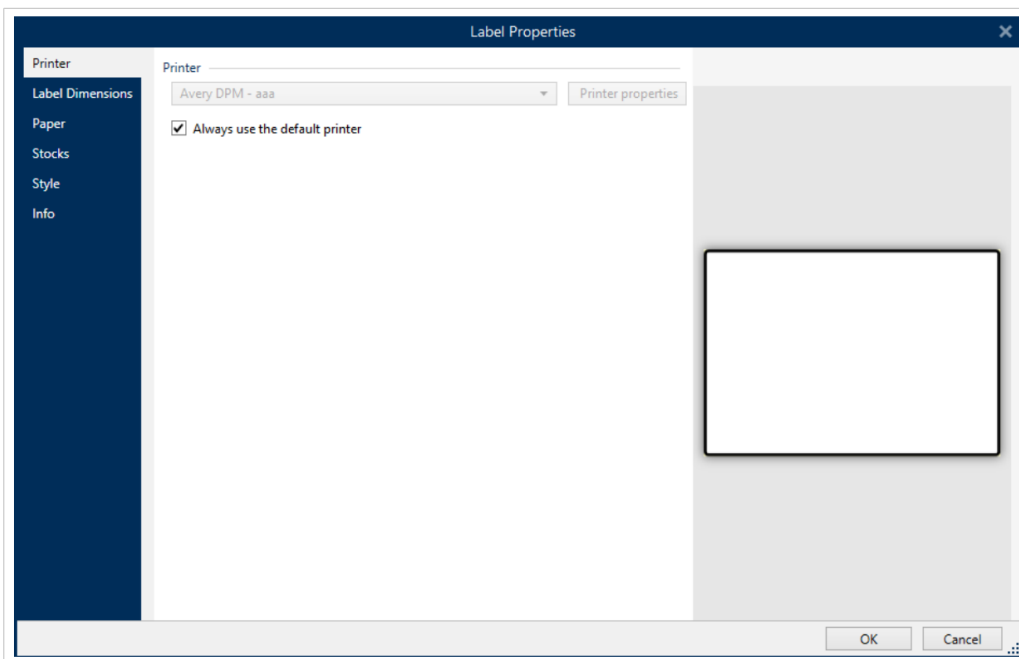 Label Properties
Printer
Label Dimensions
Paper
Stocks
Style
Info
Printer
Avery DPM - aaa
Printer properties
Always use the default printer
OK
Cancel